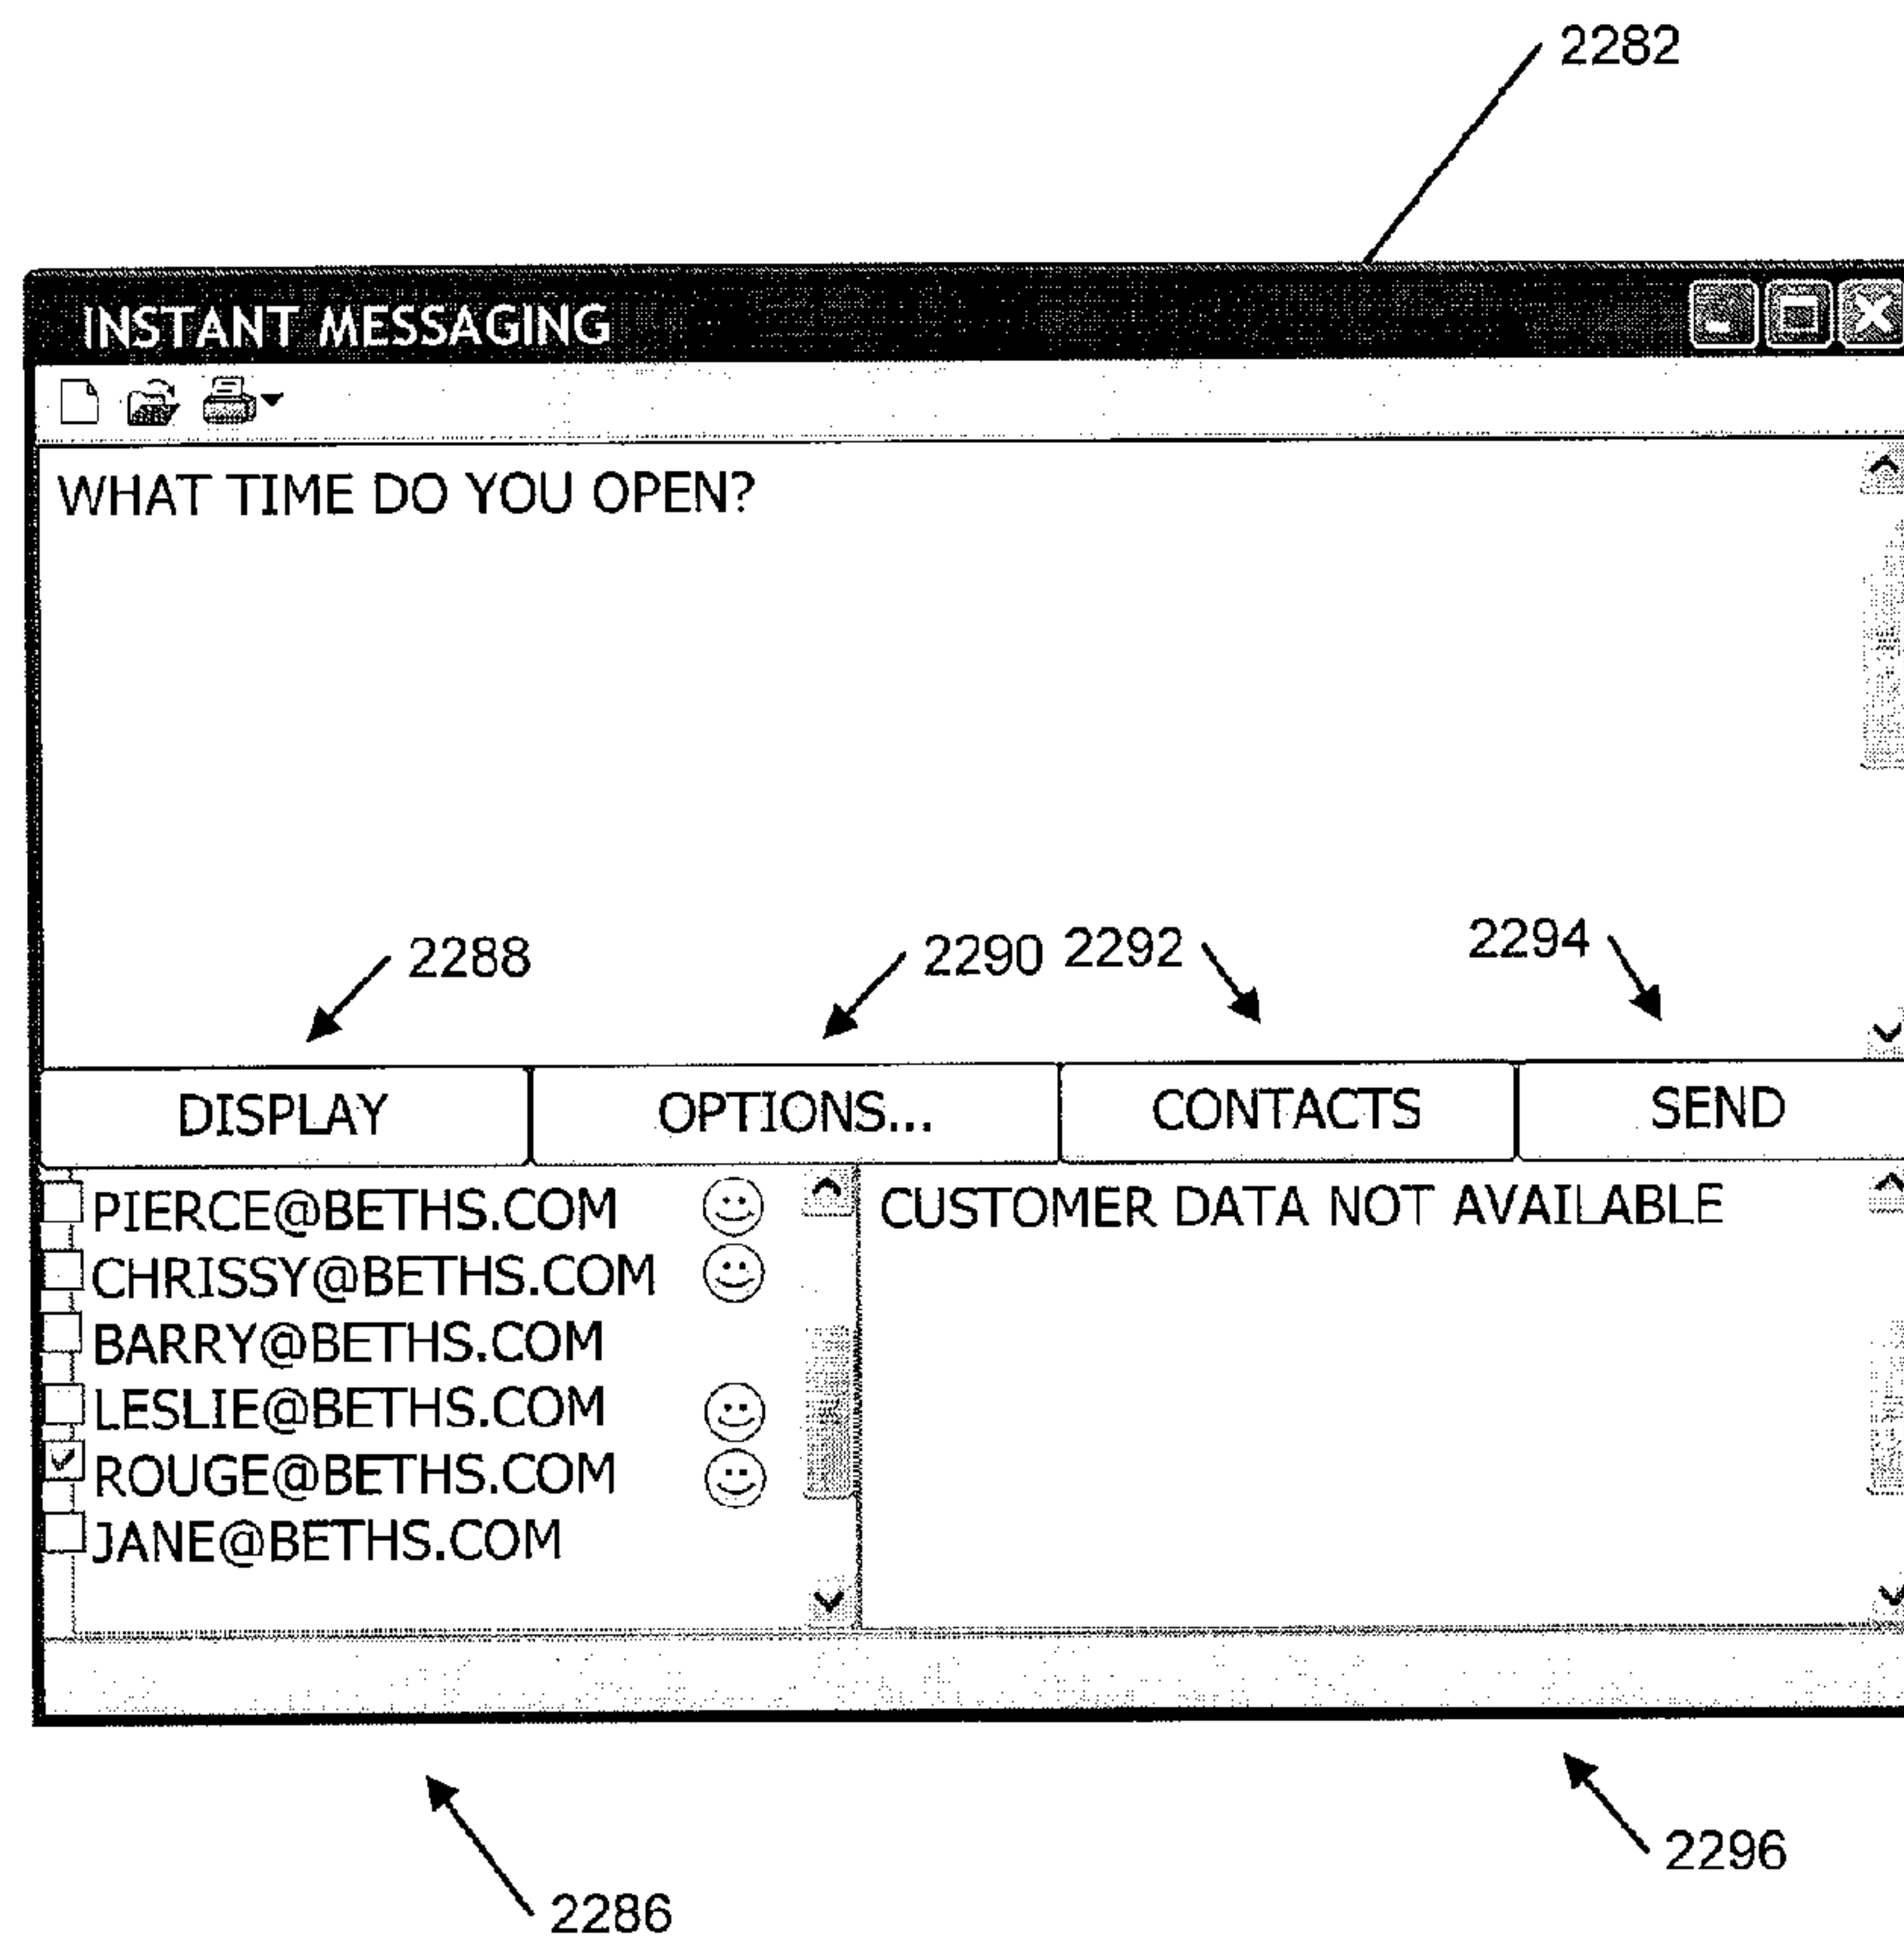 2282
INSTANT MESSAGING
WHAT TIME DO YOU OPEN?
2288 2290 2292 2294
DISPLAY OPTIONS... CONTACTS SEND
PIERCE@BETHS.COM
CHRISSY@BETHS.COM
BARRY@BETHS.COM
LESLIE@BETHS.COM
ROUGE@BETHS.COM
JANE@BETHS.COM
CUSTOMER DATA NOT AVAILABLE
2296
2286